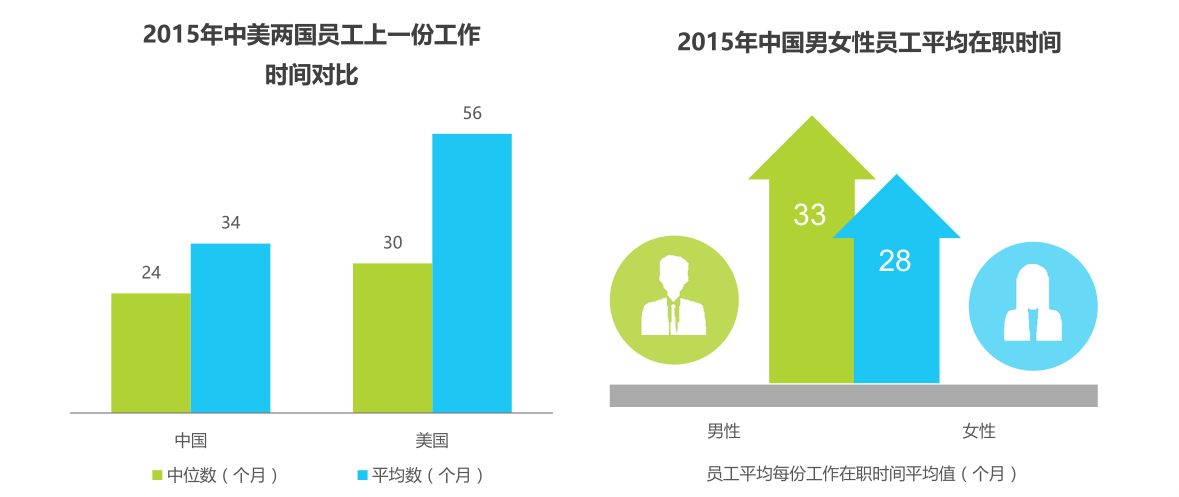 2015年中美两国员工上一份工作
时间对比
56
34
30
24
中国
美国
中位数（个月）
平均数（个月）
2015年中国男女性员工平均在职时间
33
28
男性
女性
员工平均每份工作在职时间平均值（个月）